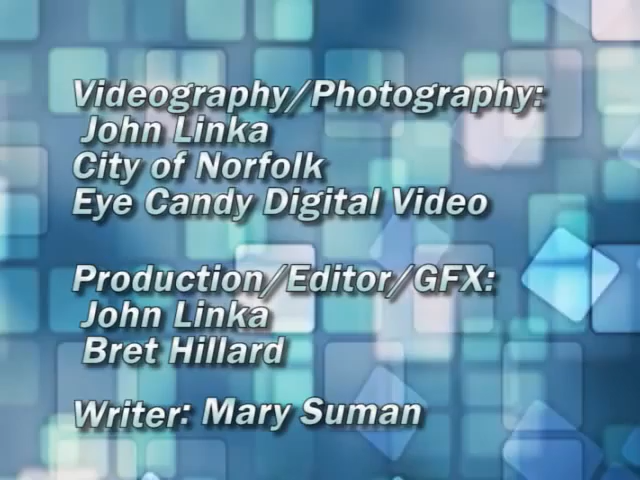 Videography/Photography:
John Linka
City of Norfolk
Eye Candy Digital Video
Production/Editor/GFX:
John Linka
Bret Hillard
Writer: Mary Suman